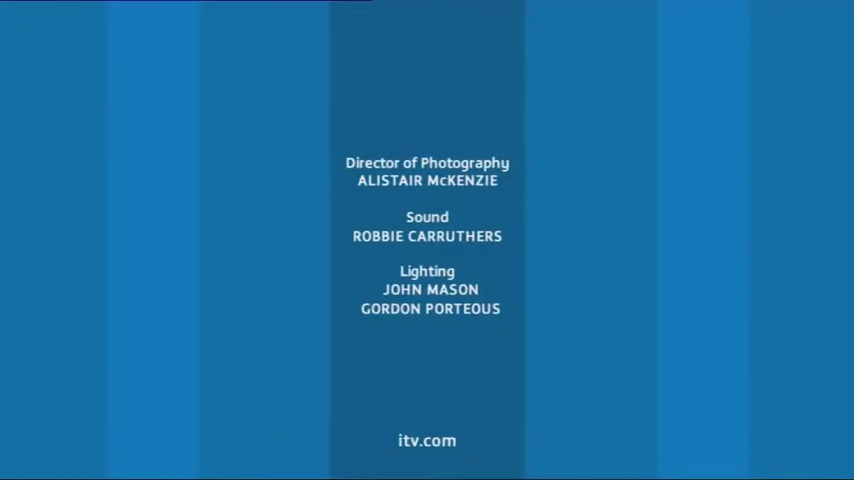 Director of Photography
ALISTAIR McKENZIE
Sound
ROBBIE CARRUTHERS
Lighting
JOHN MASON
GORDON PORTEOUS
itv.com